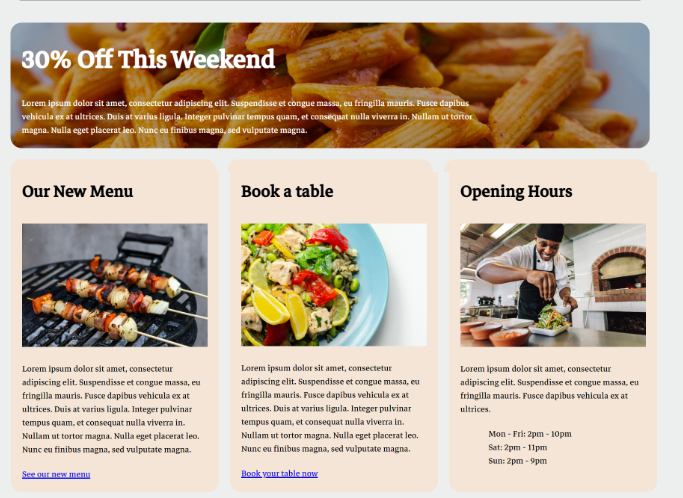 30% Off This Weekend
Lorem ipsum dolor sit amet, consectetur adipiscing elit. Suspendisse et congue massa, eu fringilla mauris. Fusce dapibus
vehicula ex at ultrices. Duis at varius ligula. Integer pulvinar tempus quam, et consequat nulla viverra in. Nullam ut tortor
magna. Nulla eget placerat leo. Nunc eu finibus magna, sed vulputate magna.
Our New Menu
Lorem ipsum dolor sit amet, consectetur
adipiscing elit. Suspendisse et congue massa, eu
fringilla mauris. Fusce dapibus vehicula ex at
ultrices. Duis at varius ligula. Integer pulvinar
tempus quam, et consequat nulla viverra in.
Nullam ut tortor magna. Nulla eget placerat leo.
Nunc eu finibus magna, sed vulputate magna.
See our new menu
Book a table
Lorem ipsum dolor sit amet, consectetur
adipiscing elit. Suspendisse et congue massa, eu
fringilla mauris. Fusce dapibus vehicula ex at
ultrices. Duis at varius ligula. Integer pulvinar
tempus quam, et consequat nulla viverra in.
Nullam ut tortor magna. Nulla eget placerat leo.
Nunc eu finibus magna, sed vulputate magna.
Book your table now
Opening Hours
Lorem ipsum dolor sit amet, consectetur
adipiscing elit. Suspendisse et congue massa, eu
fringilla mauris. Fusce dapibus vehicula ex at
ultrices.
Mon - Fri: 2pm - 10pm
Sat: 2pm - 11pm
Sun: 2pm - 9pm